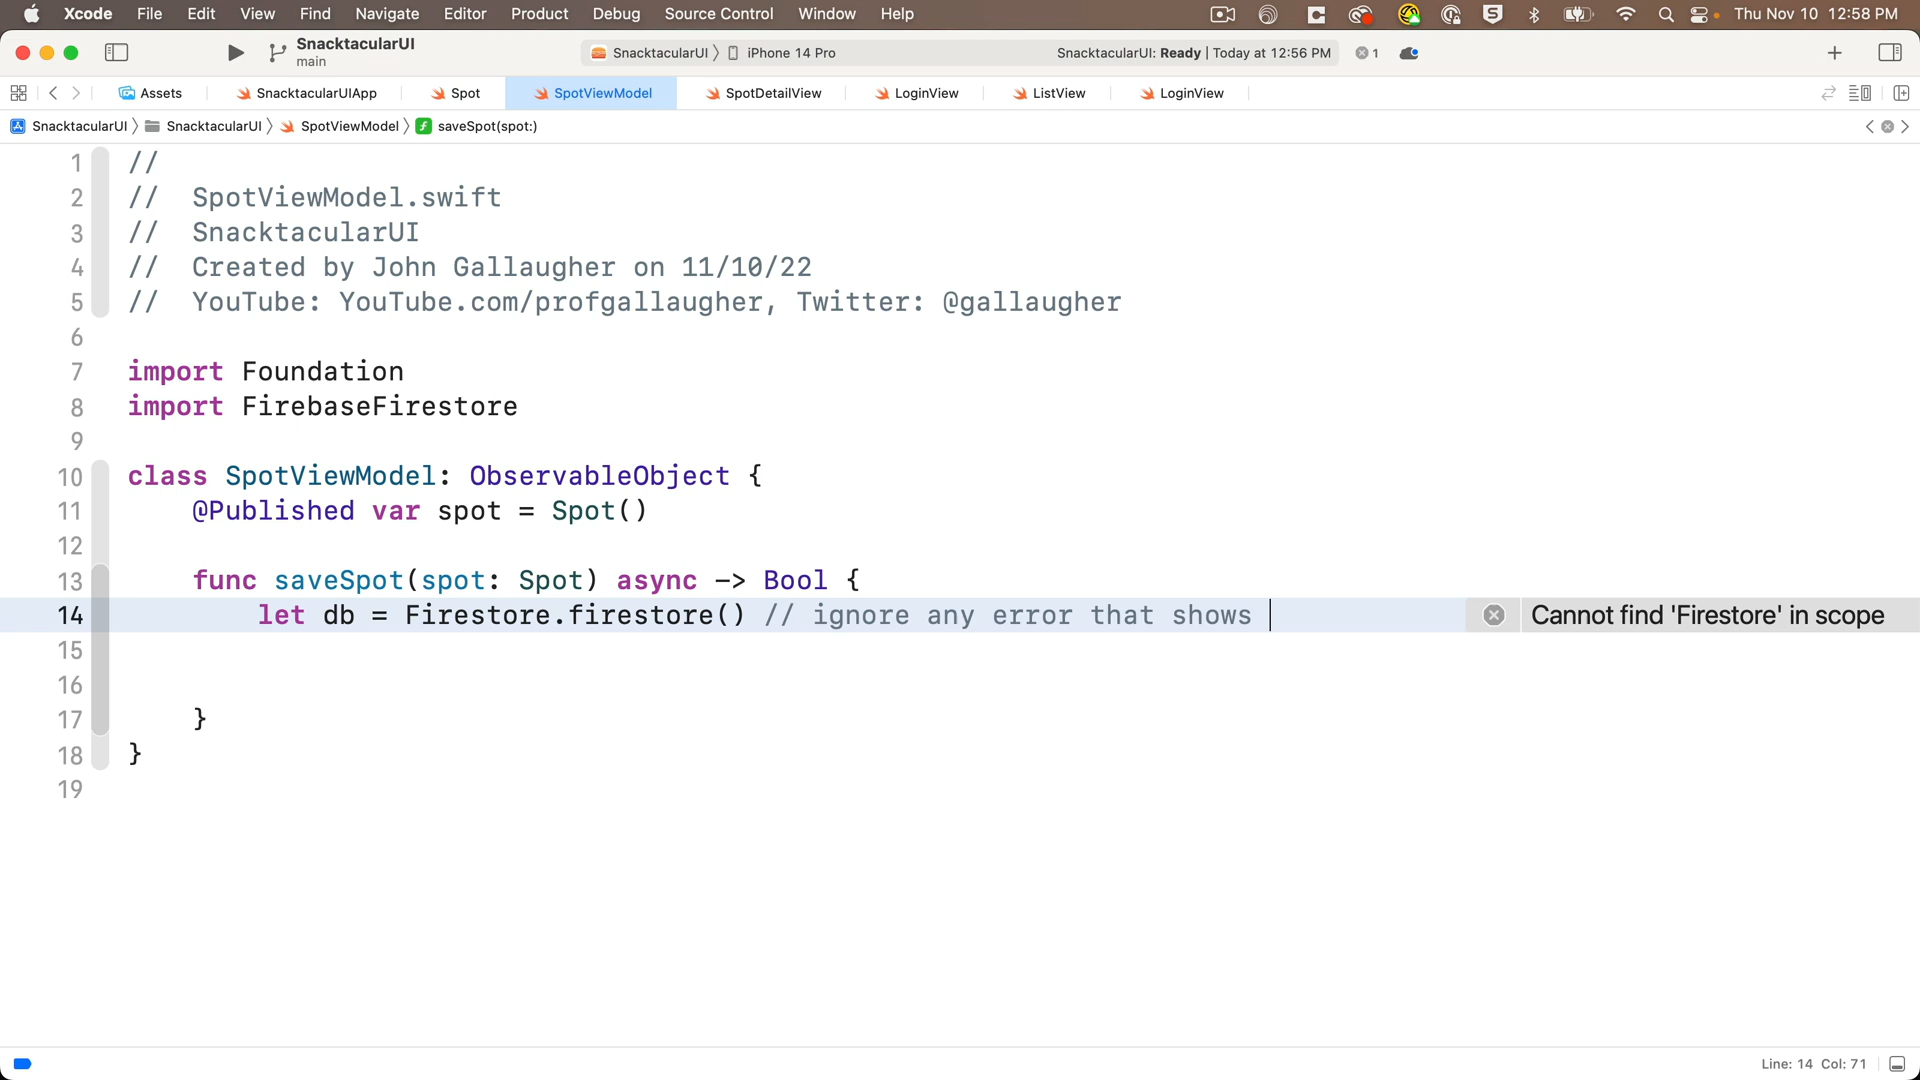 Xcode File Edit View Find Navigate Editor Product Debug Source Control Window Help Thu Nov 10 12:58 PM
SnacktacularUI
main
SnacktacularUI 〉 iPhone 14 Pro SnacktacularUI: Ready | Today at 12:56 PM 1
Assets SnacktacularUIApp Spot SpotViewModel SpotDetailView LoginView ListView LoginView
SnacktacularUI 〉 SnacktacularUI 〉 SpotViewModel 〉 saveSpot(spot:)
1 //
2 // SpotViewModel.swift
3 // SnacktacularUI
4 // Created by John Gallaugher on 11/10/22
5 // YouTube: YouTube.com/profgallaugher, Twitter: @gallaugher
6
7 import Foundation
8 import FirebaseFirestore
9
10 class SpotViewModel: ObservableObject {
11 @Published var spot = Spot()
12
13 func saveSpot(spot: Spot) async -> Bool {
14 let db = Firestore.firestore() // ignore any error that shows Cannot find 'Firestore' in scope
15
16
17 }
18 }
19
Line: 14 Col: 71